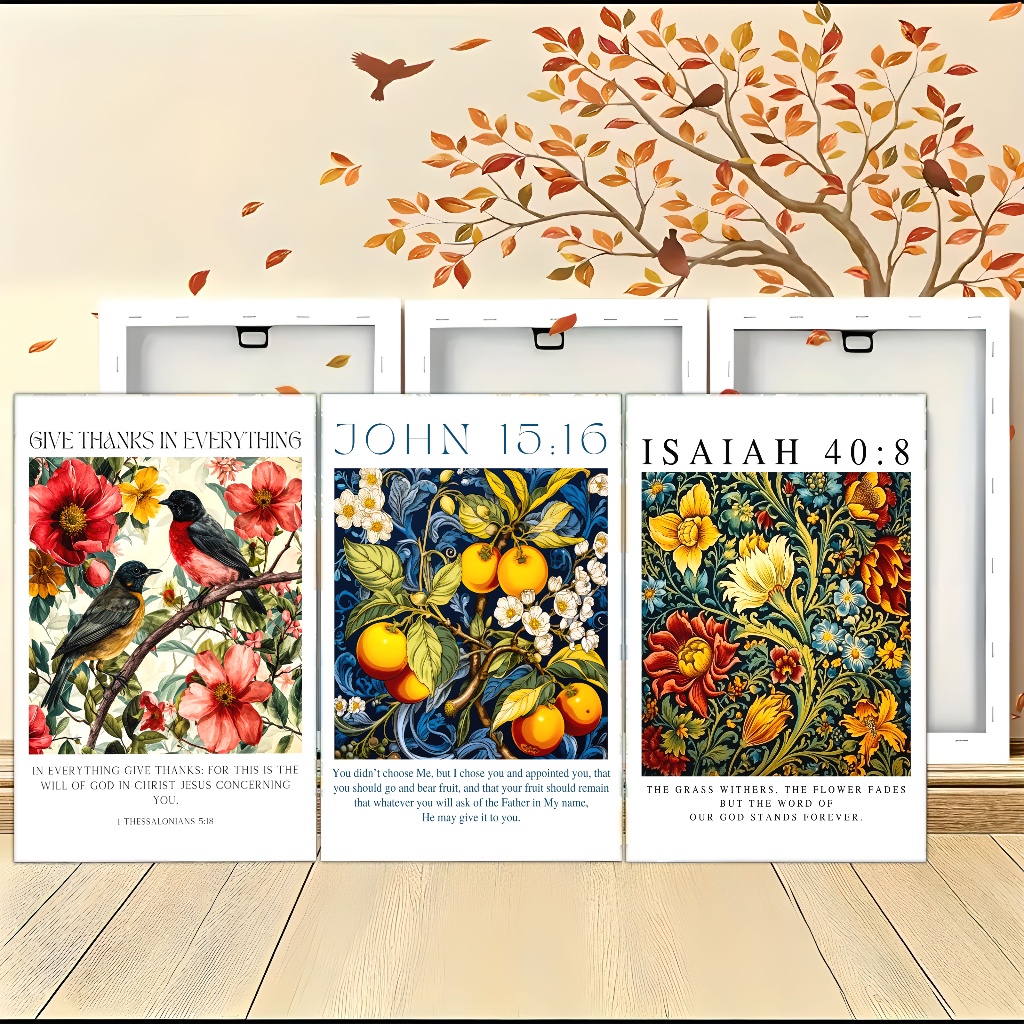 GIVE THANKS IN EVERYTHING
IN EVERYTHING GIVE THANKS: FOR THIS IS THE
WILL OF GOD IN CHRIST JESUS CONCERNING
YOU.
1 THESSALONIANS 5:18
JOHN 15:16
You didn't choose Me, but I chose you and appointed you, that
you should go and bear fruit, and that your fruit should remain
that whatever you will ask of the Father in My name,
He may give it to you.
ISAIAH 40:8
THE GRASS WITHERS, THE FLOWER FADES
BUT THE WORD OF
OUR GOD STANDS FOREVER.